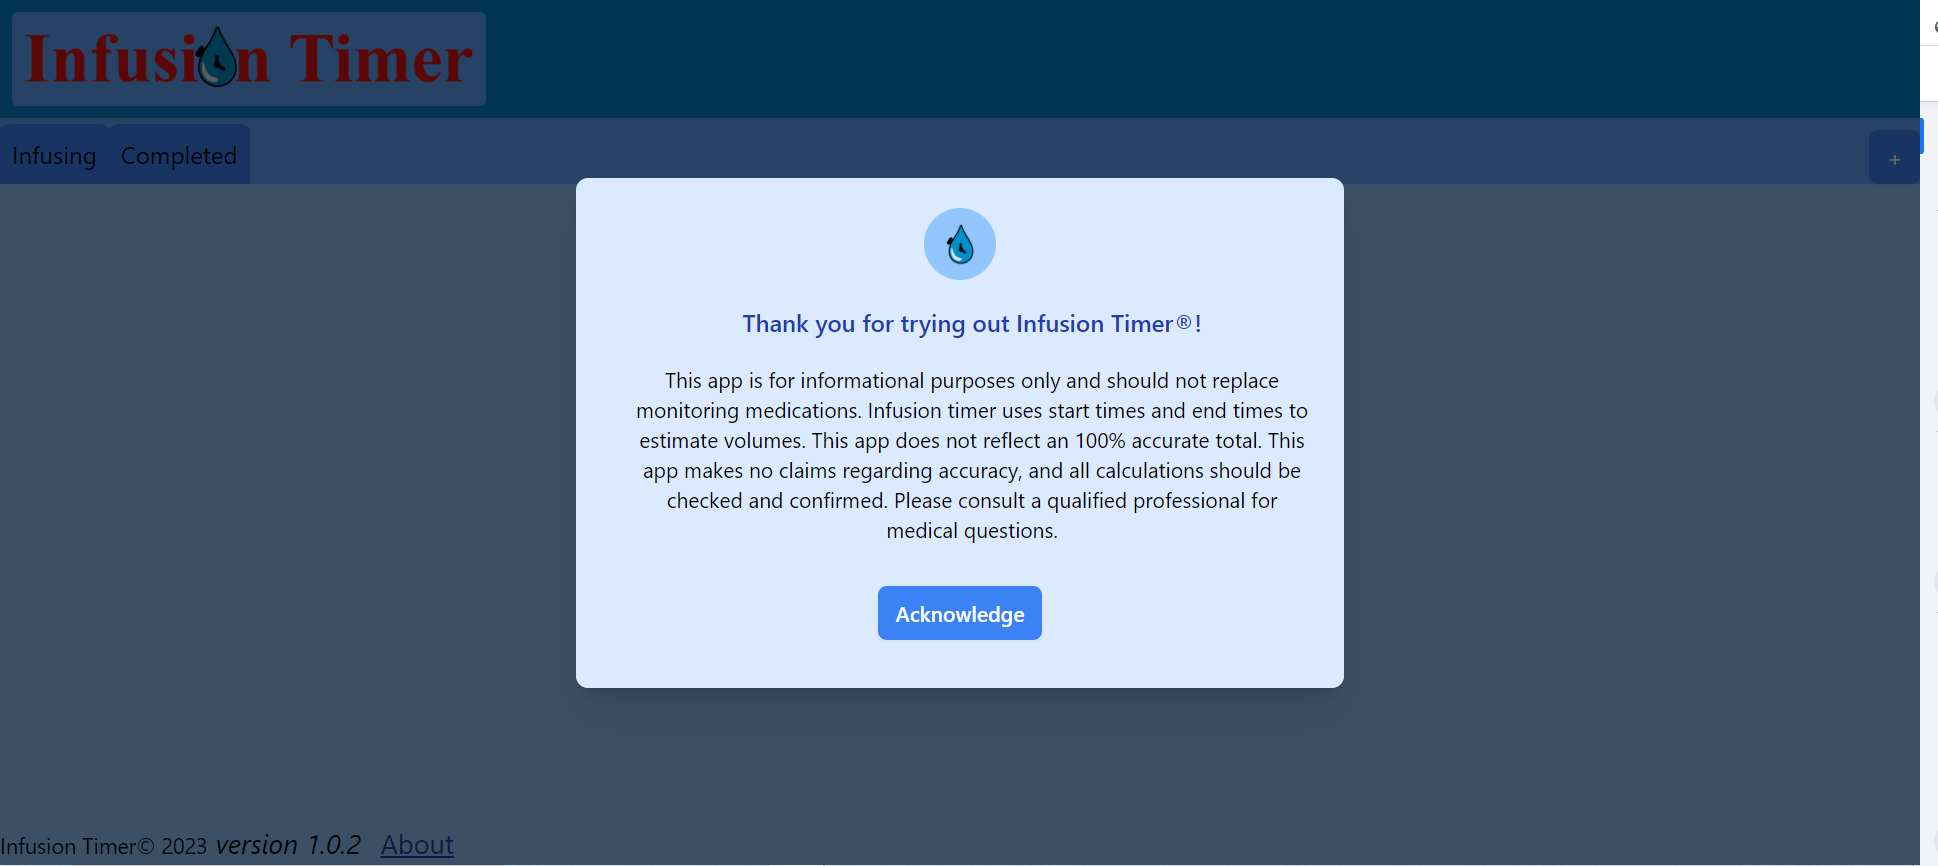 Infusion Timer
Infusing Completed
+
Thank you for trying out Infusion Timer®!
This app is for informational purposes only and should not replace
monitoring medications. Infusion timer uses start times and end times to
estimate volumes. This app does not reflect an 100% accurate total. This
app makes no claims regarding accuracy, and all calculations should be
checked and confirmed. Please consult a qualified professional for
medical questions.
Acknowledge
Infusion Timer© 2023 version 1.0.2 About